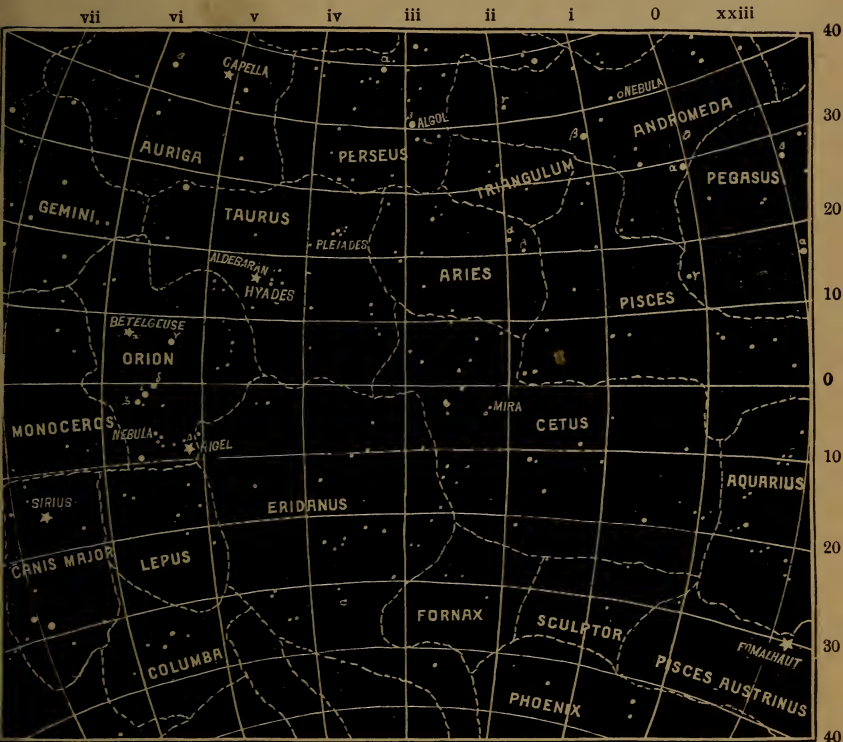 vii vi v iv iii ii i 0 xxiii
40
CAPELLA
α
NEBULA
ALGOL
ANDROMEDA
30
β
AURIGA
PERSEUS
TRIANGULUM
α
PEGASUS
β
GEMINI
TAURUS
20
PLEIADES
α
ALDEBARAN
ARIES
γ
HYADES
PISCES
10
BETELGEUSE
α
γ
ORION
0
δ
MIRA
MONOCEROS
NEBULA
CETUS
RIGEL
10
AQUARIUS
SIRIUS
ERIDANUS
CANIS MAJOR
LEPUS
20
FORNAX
SCULPTOR
FOMALHAUT
30
COLUMBA
PISCES AUSTRINUS
PHOENIX
40